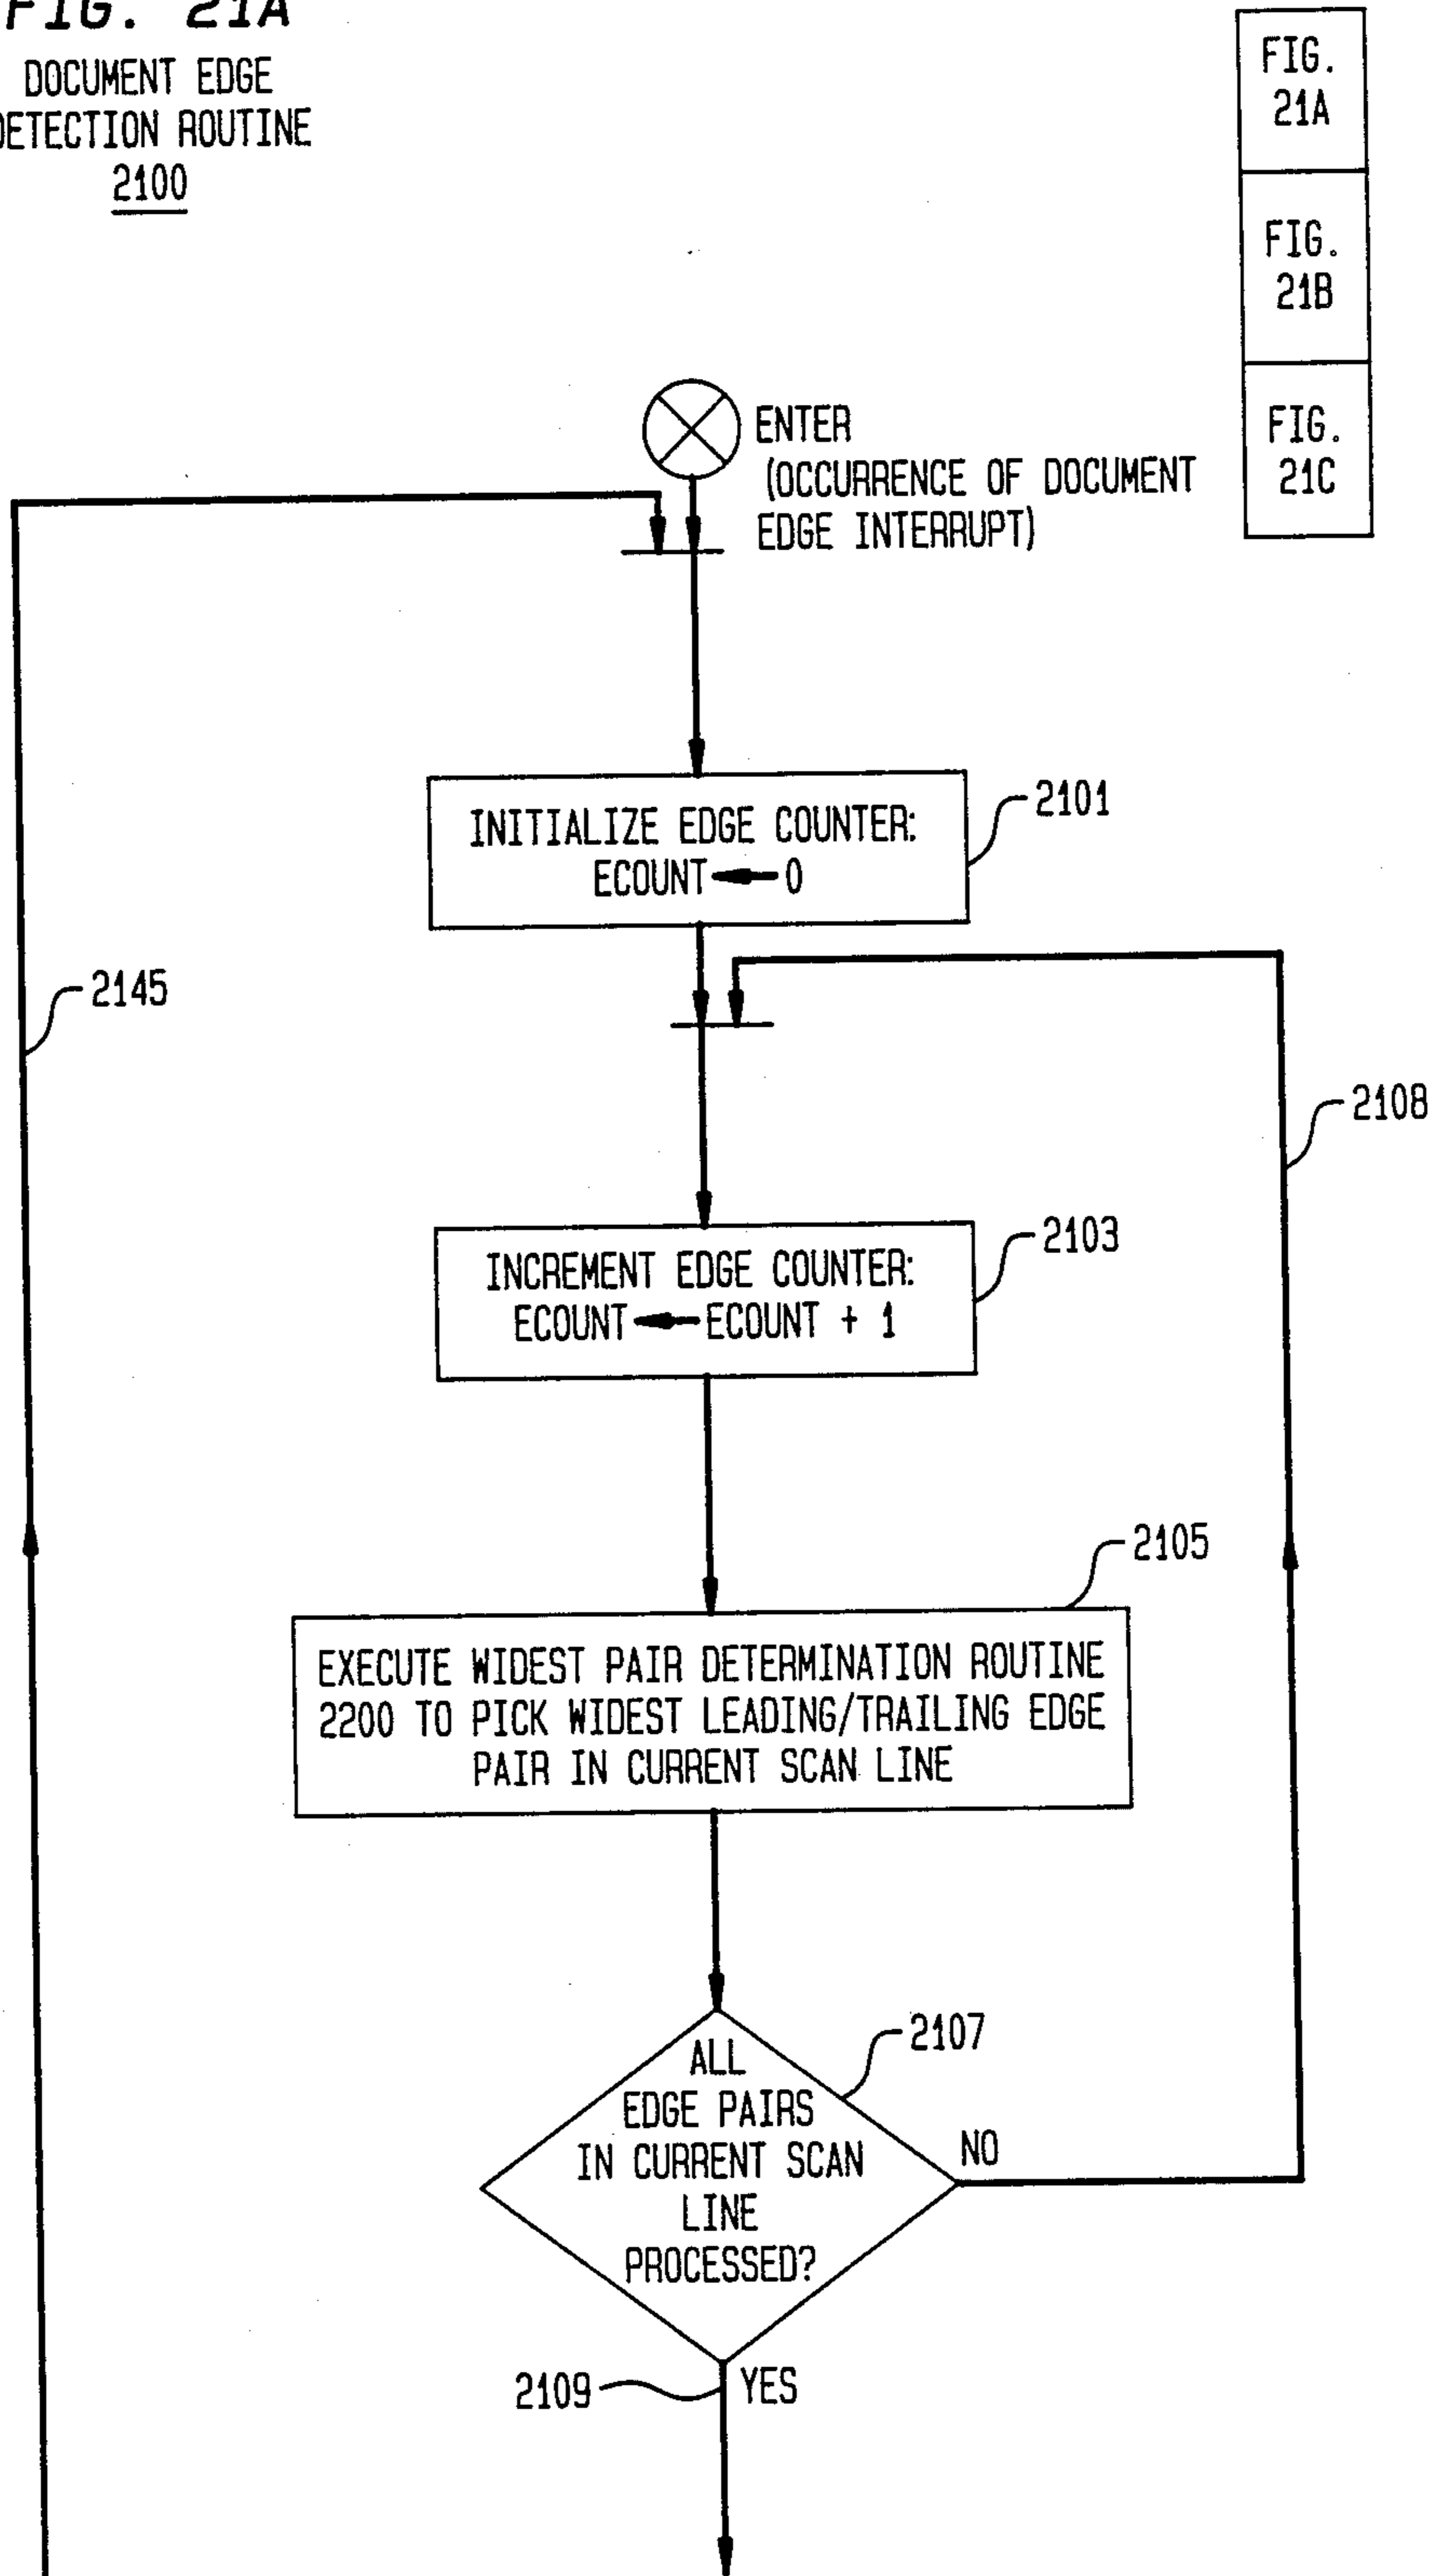 FIG. 21A
DOCUMENT EDGE
DETECTION ROUTINE
2100
FIG.
21A
FIG.
21B
FIG.
21C
ENTER
(OCCURRENCE OF DOCUMENT
EDGE INTERRUPT)
INITIALIZE EDGE COUNTER:
ECOUNT ← 0
2101
2145
2108
INCREMENT EDGE COUNTER:
ECOUNT ← ECOUNT + 1
2103
2105
EXECUTE WIDEST PAIR DETERMINATION ROUTINE
2200 TO PICK WIDEST LEADING/TRAILING EDGE
PAIR IN CURRENT SCAN LINE
2107
ALL
EDGE PAIRS
IN CURRENT SCAN
LINE
PROCESSED?
NO
2109
YES